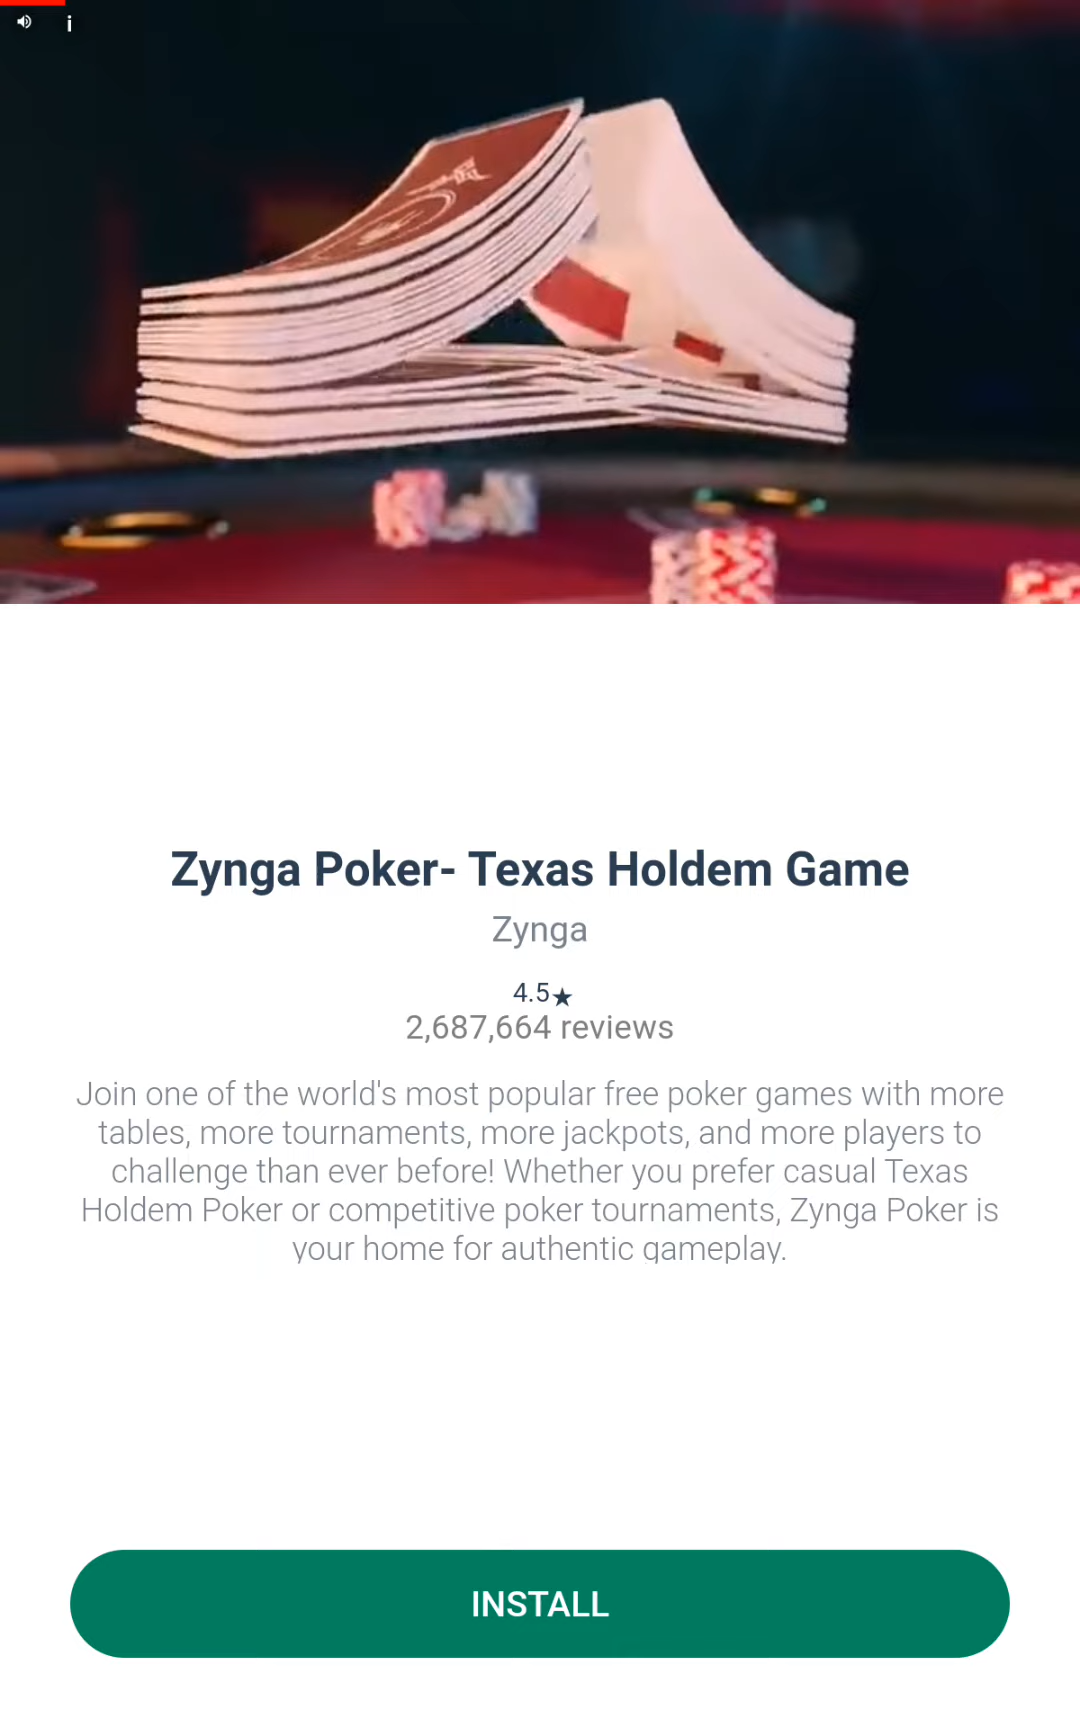 Zynga Poker- Texas Holdem Game
Zynga
4.5★
2,687,664 reviews
Join one of the world's most popular free poker games with more
tables, more tournaments, more jackpots, and more players to
challenge than ever before! Whether you prefer casual Texas
Holdem Poker or competitive poker tournaments, Zynga Poker is
your home for authentic gameplay.
INSTALL